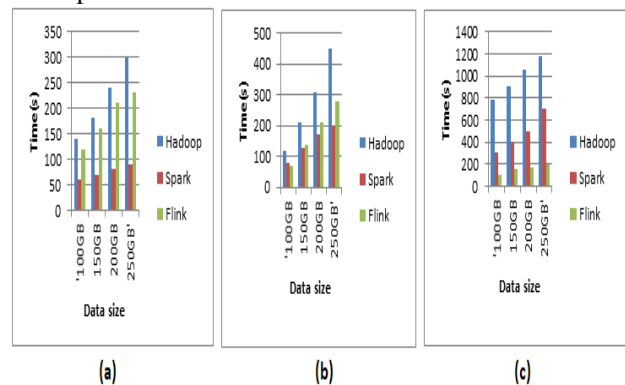 350
300
250
200
150
100
50
0
Time(s)
'100GB
150GB
200GB
250GB'
Data size
Hadoop
Spark
Flink
(a)
500
400
300
200
100
0
Time(s)
'100GB
150GB
200GB
250GB'
Data size
Hadoop
Spark
Flink
(b)
1400
1200
1000
800
600
400
200
0
Time(s)
'100GB
150GB
200GB
250GB'
Data size
Hadoop
Spark
Flink
(c)